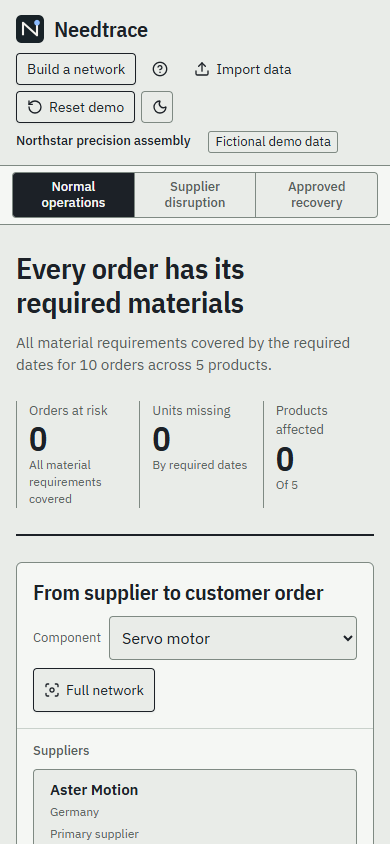 Needtrace
Build a network
Import data
Reset demo
Northstar precision assembly
Fictional demo data
Normal operations
Supplier disruption
Approved recovery
Every order has its
required materials
All material requirements covered by the required
dates for 10 orders across 5 products.
Orders at risk
0
All material
requirements
covered
Units missing
0
By required dates
Products
affected
0
Of 5
From supplier to customer order
Component
Servo motor
Full network
Suppliers
Aster Motion
Germany
Primary supplier